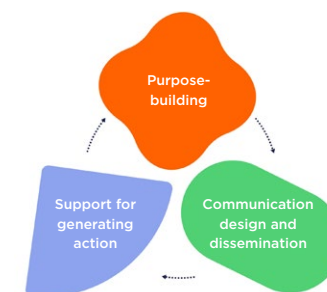 Purpose-
building
Communication
design and
dissemination
Support for
generating
action